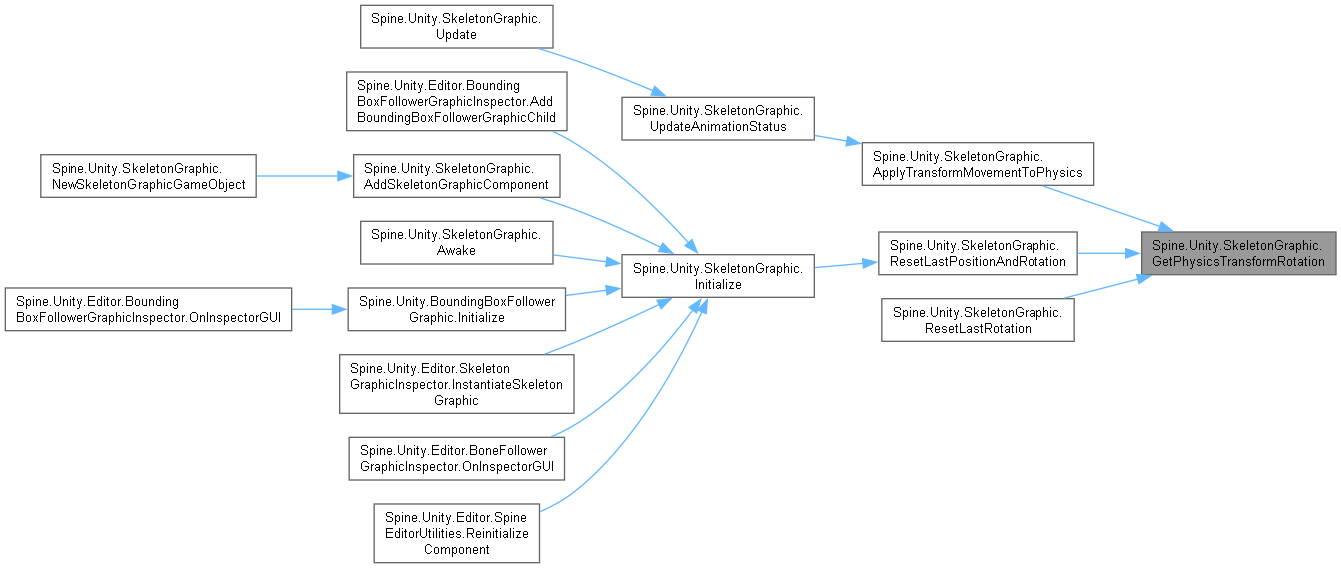 Spine.Unity.SkeletonGraphic.
Update
Spine.Unity.Editor.Bounding
BoxFollowerGraphicInspector.Add
BoundingBoxFollowerGraphicChild
Spine.Unity.SkeletonGraphic.
UpdateAnimationStatus
Spine.Unity.SkeletonGraphic.
NewSkeletonGraphicGameObject
Spine.Unity.SkeletonGraphic.
AddSkeletonGraphicComponent
Spine.Unity.SkeletonGraphic.
ApplyTransformMovementToPhysics
Spine.Unity.SkeletonGraphic.
Awake
Spine.Unity.SkeletonGraphic.
Initialize
Spine.Unity.SkeletonGraphic.
ResetLastPositionAndRotation
Spine.Unity.SkeletonGraphic.
GetPhysicsTransformRotation
Spine.Unity.Editor.Bounding
BoxFollowerGraphicInspector.OnInspectorGUI
Spine.Unity.BoundingBoxFollower
Graphic.Initialize
Spine.Unity.SkeletonGraphic.
ResetLastRotation
Spine.Unity.Editor.Skeleton
GraphicInspector.InstantiateSkeleton
Graphic
Spine.Unity.Editor.BoneFollower
GraphicInspector.OnInspectorGUI
Spine.Unity.Editor.Spine
EditorUtilities.Reinitialize
Component